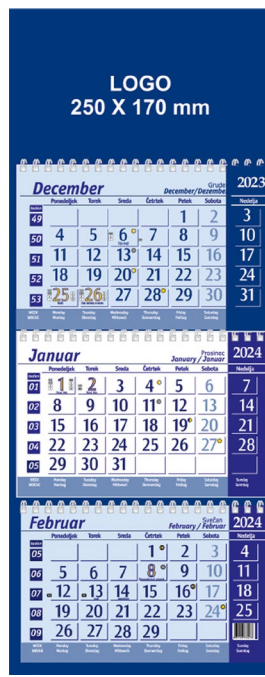 LOGO
250 X 170 mm
December
Gruden
December/Dezember
2023
Ponedeljek Torek Sreda Četrtek Petek Sobota Nedelja
49 1 2 3
50 4 5 6 7 8 9 10
51 11 12 13 14 15 16 17
52 18 19 20 21 22 23 24
53 25 26 27 28 29 30 31
Januar
Prosinec
January/Januar
2024
Ponedeljek Torek Sreda Četrtek Petek Sobota Nedelja
01 1 2 3 4 5 6 7
02 8 9 10 11 12 13 14
03 15 16 17 18 19 20 21
04 22 23 24 25 26 27 28
05 29 30 31
Februar
Svečan
February/Februar
2024
Ponedeljek Torek Sreda Četrtek Petek Sobota Nedelja
05 1 2 3 4
06 5 6 7 8 9 10 11
07 12 13 14 15 16 17 18
08 19 20 21 22 23 24 25
09 26 27 28 29